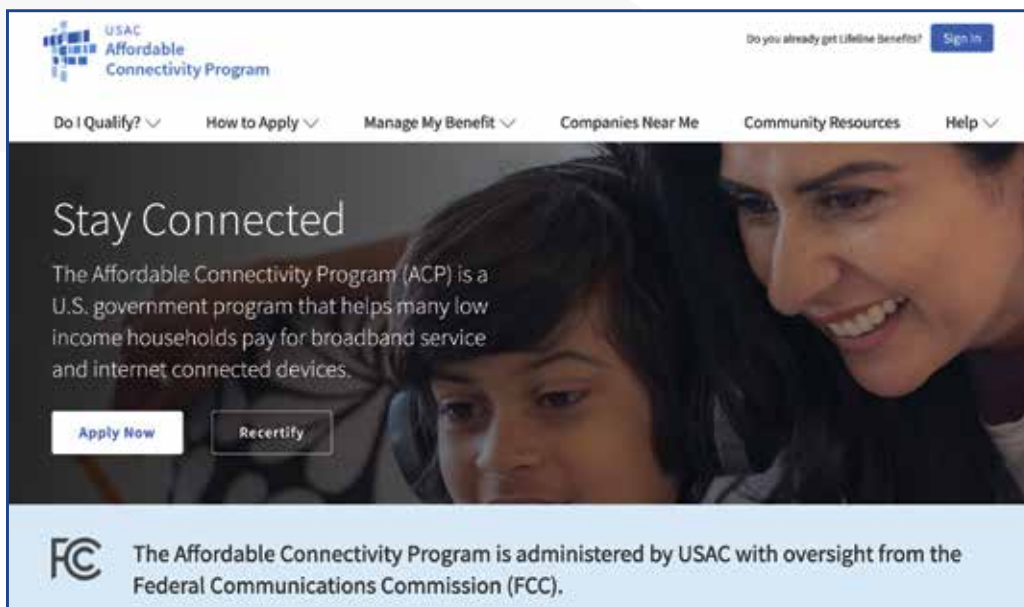 USAC
Affordable
Connectivity Program
Do you already get Lifeline Benefits?
Sign In
Do I Qualify?
How to Apply
Manage My Benefit
Companies Near Me
Community Resources
Help
Stay Connected
The Affordable Connectivity Program (ACP) is a
U.S. government program that helps many low
income households pay for broadband service
and internet connected devices.
Apply Now
Recertify
FCC
The Affordable Connectivity Program is administered by USAC with oversight from the
Federal Communications Commission (FCC).